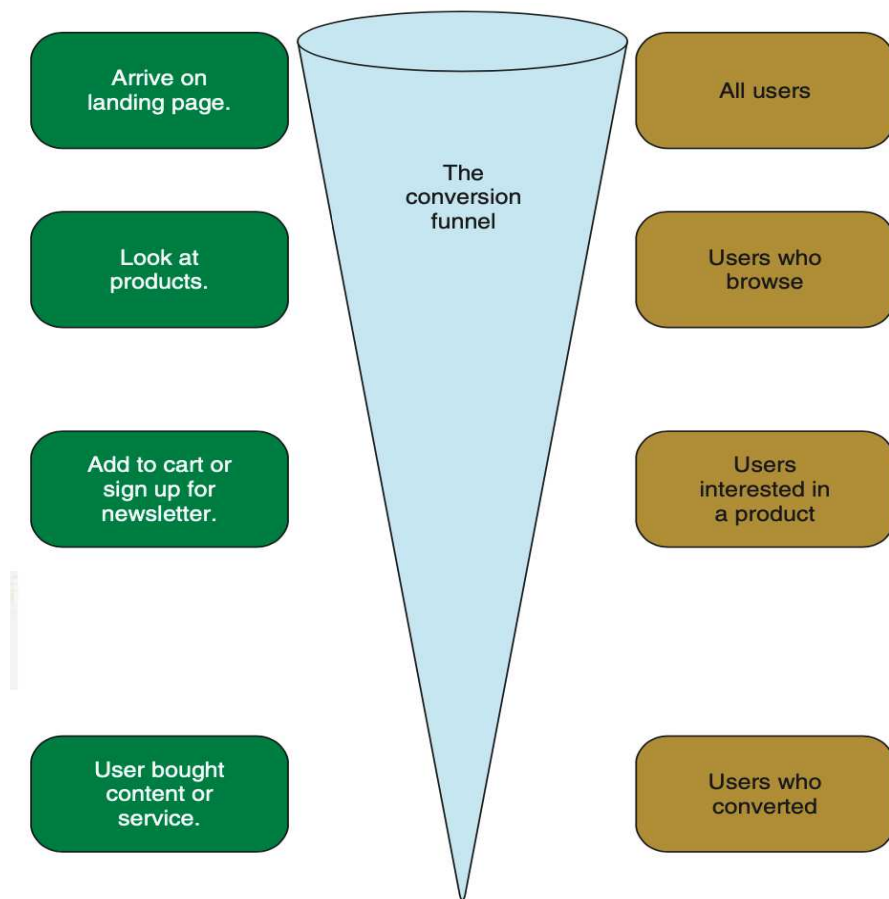 Arrive on
landing page.
All users
The
conversion
funnel
Look at
products.
Users who
browse
Add to cart or
sign up for
newsletter.
Users
interested in
a product
User bought
content or
service.
Users who
converted